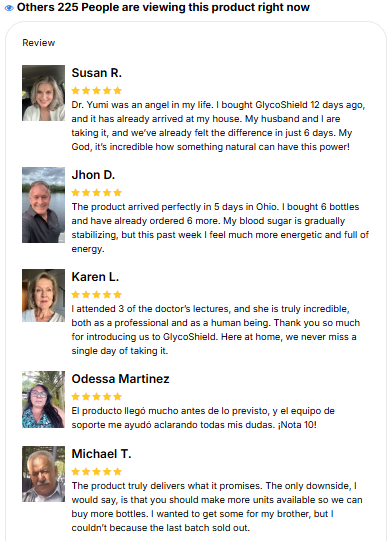 Others 225 People are viewing this product right now
Review
Susan R.
Dr. Yumi was an angel in my life. I bought GlycoShield 12 days ago,
and it has already arrived at my house. My husband and I are
taking it, and we've already felt the difference in just 6 days. My
God, it's incredible how something natural can have this power!
Jhon D.
The product arrived perfectly in 5 days in Ohio. I bought 6 bottles
and have already ordered 6 more. My blood sugar is gradually
stabilizing, but this past week I feel much more energetic and full of
energy.
Karen L.
I attended 3 of the doctor's lectures, and she is truly incredible,
both as a professional and as a human being. Thank you so much
for introducing us to GlycoShield. Here at home, we never miss a
single day of taking it.
Odessa Martinez
El producto llegó mucho antes de lo previsto, y el equipo de
soporte me ayudó aclarando todas mis dudas. ¡Nota 10!
Michael T.
The product truly delivers what it promises. The only downside, I
would say, is that you should make more units available so we can
buy more bottles. I wanted to get some for my brother, but I
couldn't because the last batch sold out.